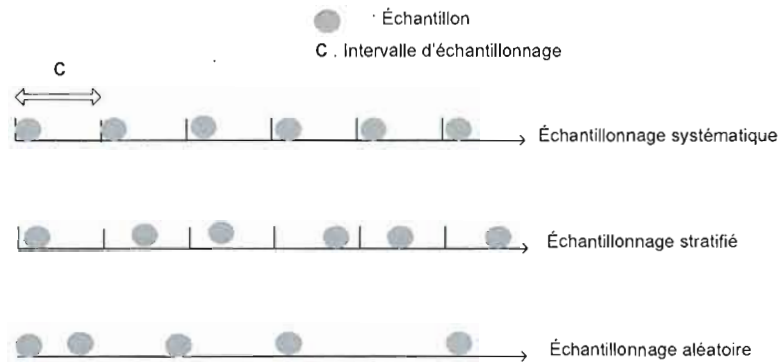 · Échantillon
C . Intervalle d'échantillonnage
C
Échantillonnage systématique
Échantillonnage stratifié
Échantillonnage aléatoire